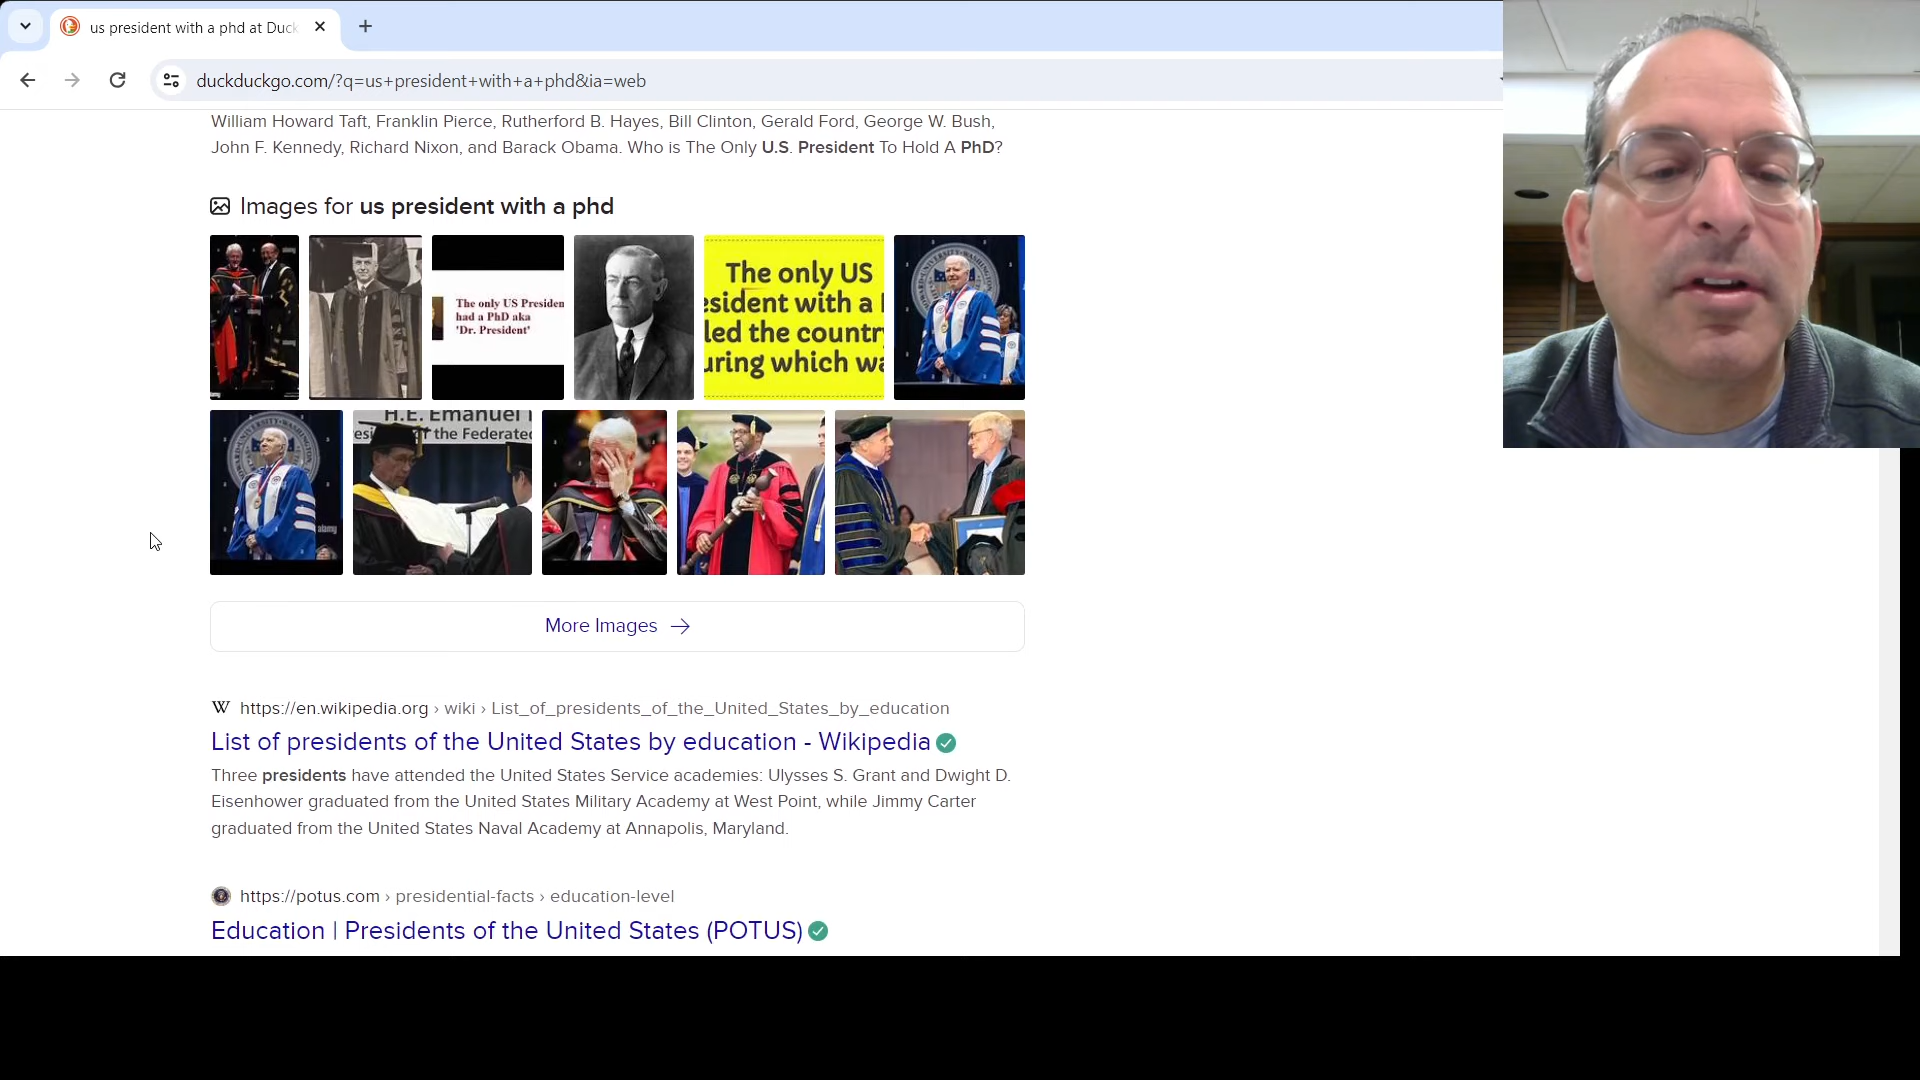 us president with a phd at Duck
duckduckgo.com/?q=us+president+with+a+phd&ia=web
William Howard Taft, Franklin Pierce, Rutherford B. Hayes, Bill Clinton, Gerald Ford, George W. Bush,
John F. Kennedy, Richard Nixon, and Barack Obama. Who is The Only U.S. President To Hold A PhD?
Images for us president with a phd
The only US Presiden
had a PhD aka
'Dr. President'
The only US
esident with a
led the countr
uring which wa
H.E. Emanuel
of the Federated
More Images →
W https://en.wikipedia.org › wiki › List_of_presidents_of_the_United_States_by_education
List of presidents of the United States by education - Wikipedia
Three presidents have attended the United States Service academies: Ulysses S. Grant and Dwight D.
Eisenhower graduated from the United States Military Academy at West Point, while Jimmy Carter
graduated from the United States Naval Academy at Annapolis, Maryland.
https://potus.com › presidential-facts › education-level
Education | Presidents of the United States (POTUS)